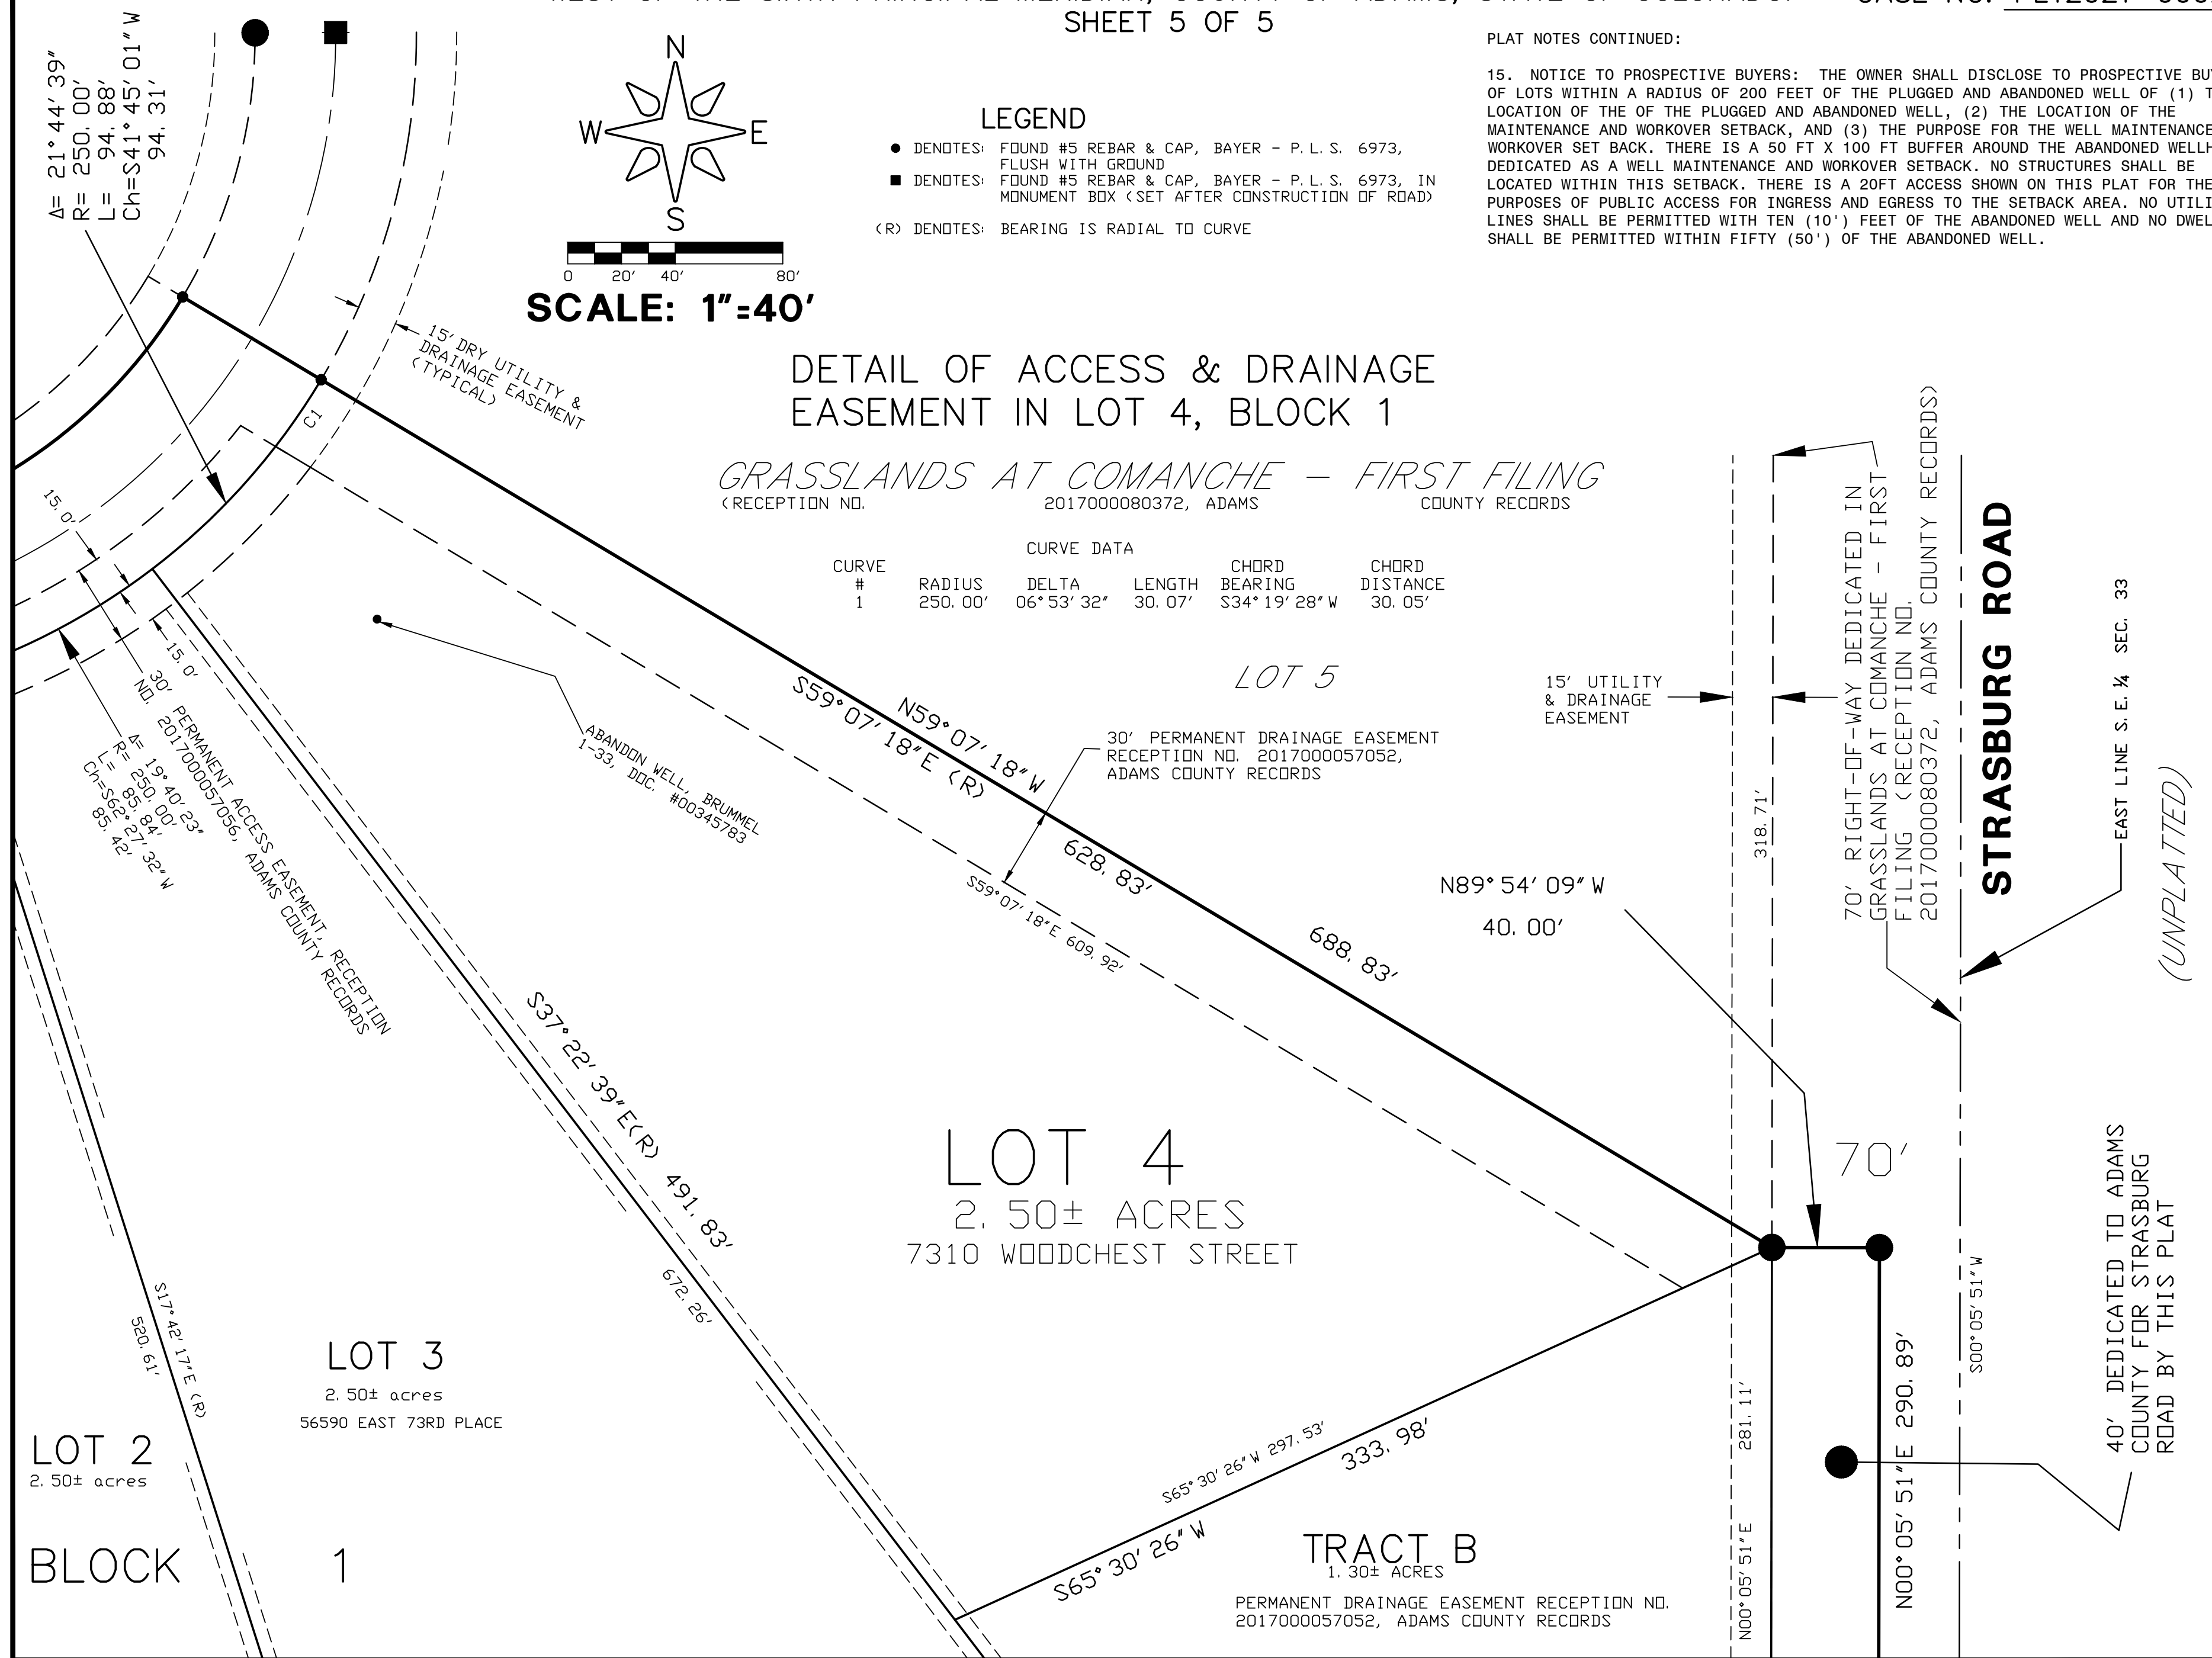 SHEET 5 OF 5
CASE NO.
PLAT NOTES CONTINUED:
15. NOTICE TO PROSPECTIVE BUYERS: THE OWNER SHALL DISCLOSE TO PROSPECTIVE
OF LOTS WITHIN A RADIUS OF 200 FEET OF THE PLUGGED AND ABANDONED WELL OF (1)
LOCATION OF THE OF THE PLUGGED AND ABANDONED WELL, (2) THE LOCATION OF THE
MAINTENANCE AND WORKOVER SETBACK, AND (3) THE PURPOSE FOR THE WELL MAINTENANCE
WORKOVER SET BACK. THERE IS A 50 FT X 100 FT BUFFER AROUND THE ABANDONED
DEDICATED AS A WELL MAINTENANCE AND WORKOVER SETBACK. NO STRUCTURES SHALL BE
LOCATED WITHIN THIS SETBACK. THERE IS A 20FT ACCESS SHOWN ON THIS PLAT FOR THE
PURPOSES OF PUBLIC ACCESS FOR INGRESS AND EGRESS TO THE SETBACK AREA. NO
LINES SHALL BE PERMITTED WITH TEN (10') FEET OF THE ABANDONED WELL AND NO
SHALL BE PERMITTED WITHIN FIFTY (50') OF THE ABANDONED WELL.
Δ= 21°44'39"
R= 250.00'
L= 94.88'
Ch=S41°45'01"W
94.31'
N
W E
S
0 20' 40' 80'
SCALE: 1"=40'
LEGEND
● DENOTES: FOUND #5 REBAR & CAP, BAYER - P.L.S. 6973,
FLUSH WITH GROUND
■ DENOTES: FOUND #5 REBAR & CAP, BAYER - P.L.S. 6973, IN
MONUMENT BOX (SET AFTER CONSTRUCTION OF ROAD)
(R) DENOTES: BEARING IS RADIAL TO CURVE
15' DRY UTILITY &
DRAINAGE EASEMENT
(TYPICAL)
C1
DETAIL OF ACCESS & DRAINAGE
EASEMENT IN LOT 4, BLOCK 1
GRASSLANDS AT COMANCHE - FIRST FILING
(RECEPTION NO. 2017000080372, ADAMS COUNTY RECORDS
CURVE DATA
CURVE CHORD CHORD
# RADIUS DELTA LENGTH BEARING DISTANCE
1 250.00' 06°53'32" 30.07' S34°19'28"W 30.05'
LOT 5
15.0'
15.0'
30' PERMANENT ACCESS EASEMENT, RECEPTION
NO. 2017000057056, ADAMS COUNTY RECORDS
Δ= 19°40'23"
R= 250.00'
L= 85.84'
Ch=S62°27'32"W
85.42'
ABANDON WELL, BRUMMEL
1-33, DOC. #00345783
N59°07'18"W
S59°07'18"E (R)
30' PERMANENT DRAINAGE EASEMENT
RECEPTION NO. 2017000057052,
ADAMS COUNTY RECORDS
628.83'
688.83'
S59°07'18"E 609.92'
15' UTILITY
& DRAINAGE
EASEMENT
318.71'
N89°54'09"W
40.00'
70' RIGHT-OF-WAY DEDICATED IN
GRASSLANDS AT COMANCHE - FIRST
FILING (RECEPTION NO.
2017000080372, ADAMS COUNTY RECORDS)
STRASBURG ROAD
EAST LINE S.E.¼ SEC. 33
(UNPLATTED)
S37°22'39"E(R) 491.83'
672.26'
LOT 4
2.50± ACRES
7310 WOODCHEST STREET
70'
S00°05'51"W
40' DEDICATED TO ADAMS
COUNTY FOR STRASBURG
ROAD BY THIS PLAT
N00°05'51"E 290.89'
N00°05'51"E 281.11'
S17°42'17"E (R)
520.61'
LOT 3
2.50± acres
56590 EAST 73RD PLACE
LOT 2
2.50± acres
BLOCK 1
S65°30'26"W 297.53'
333.98'
S65°30'26"W
TRACT B
1.30± ACRES
PERMANENT DRAINAGE EASEMENT RECEPTION NO.
2017000057052, ADAMS COUNTY RECORDS